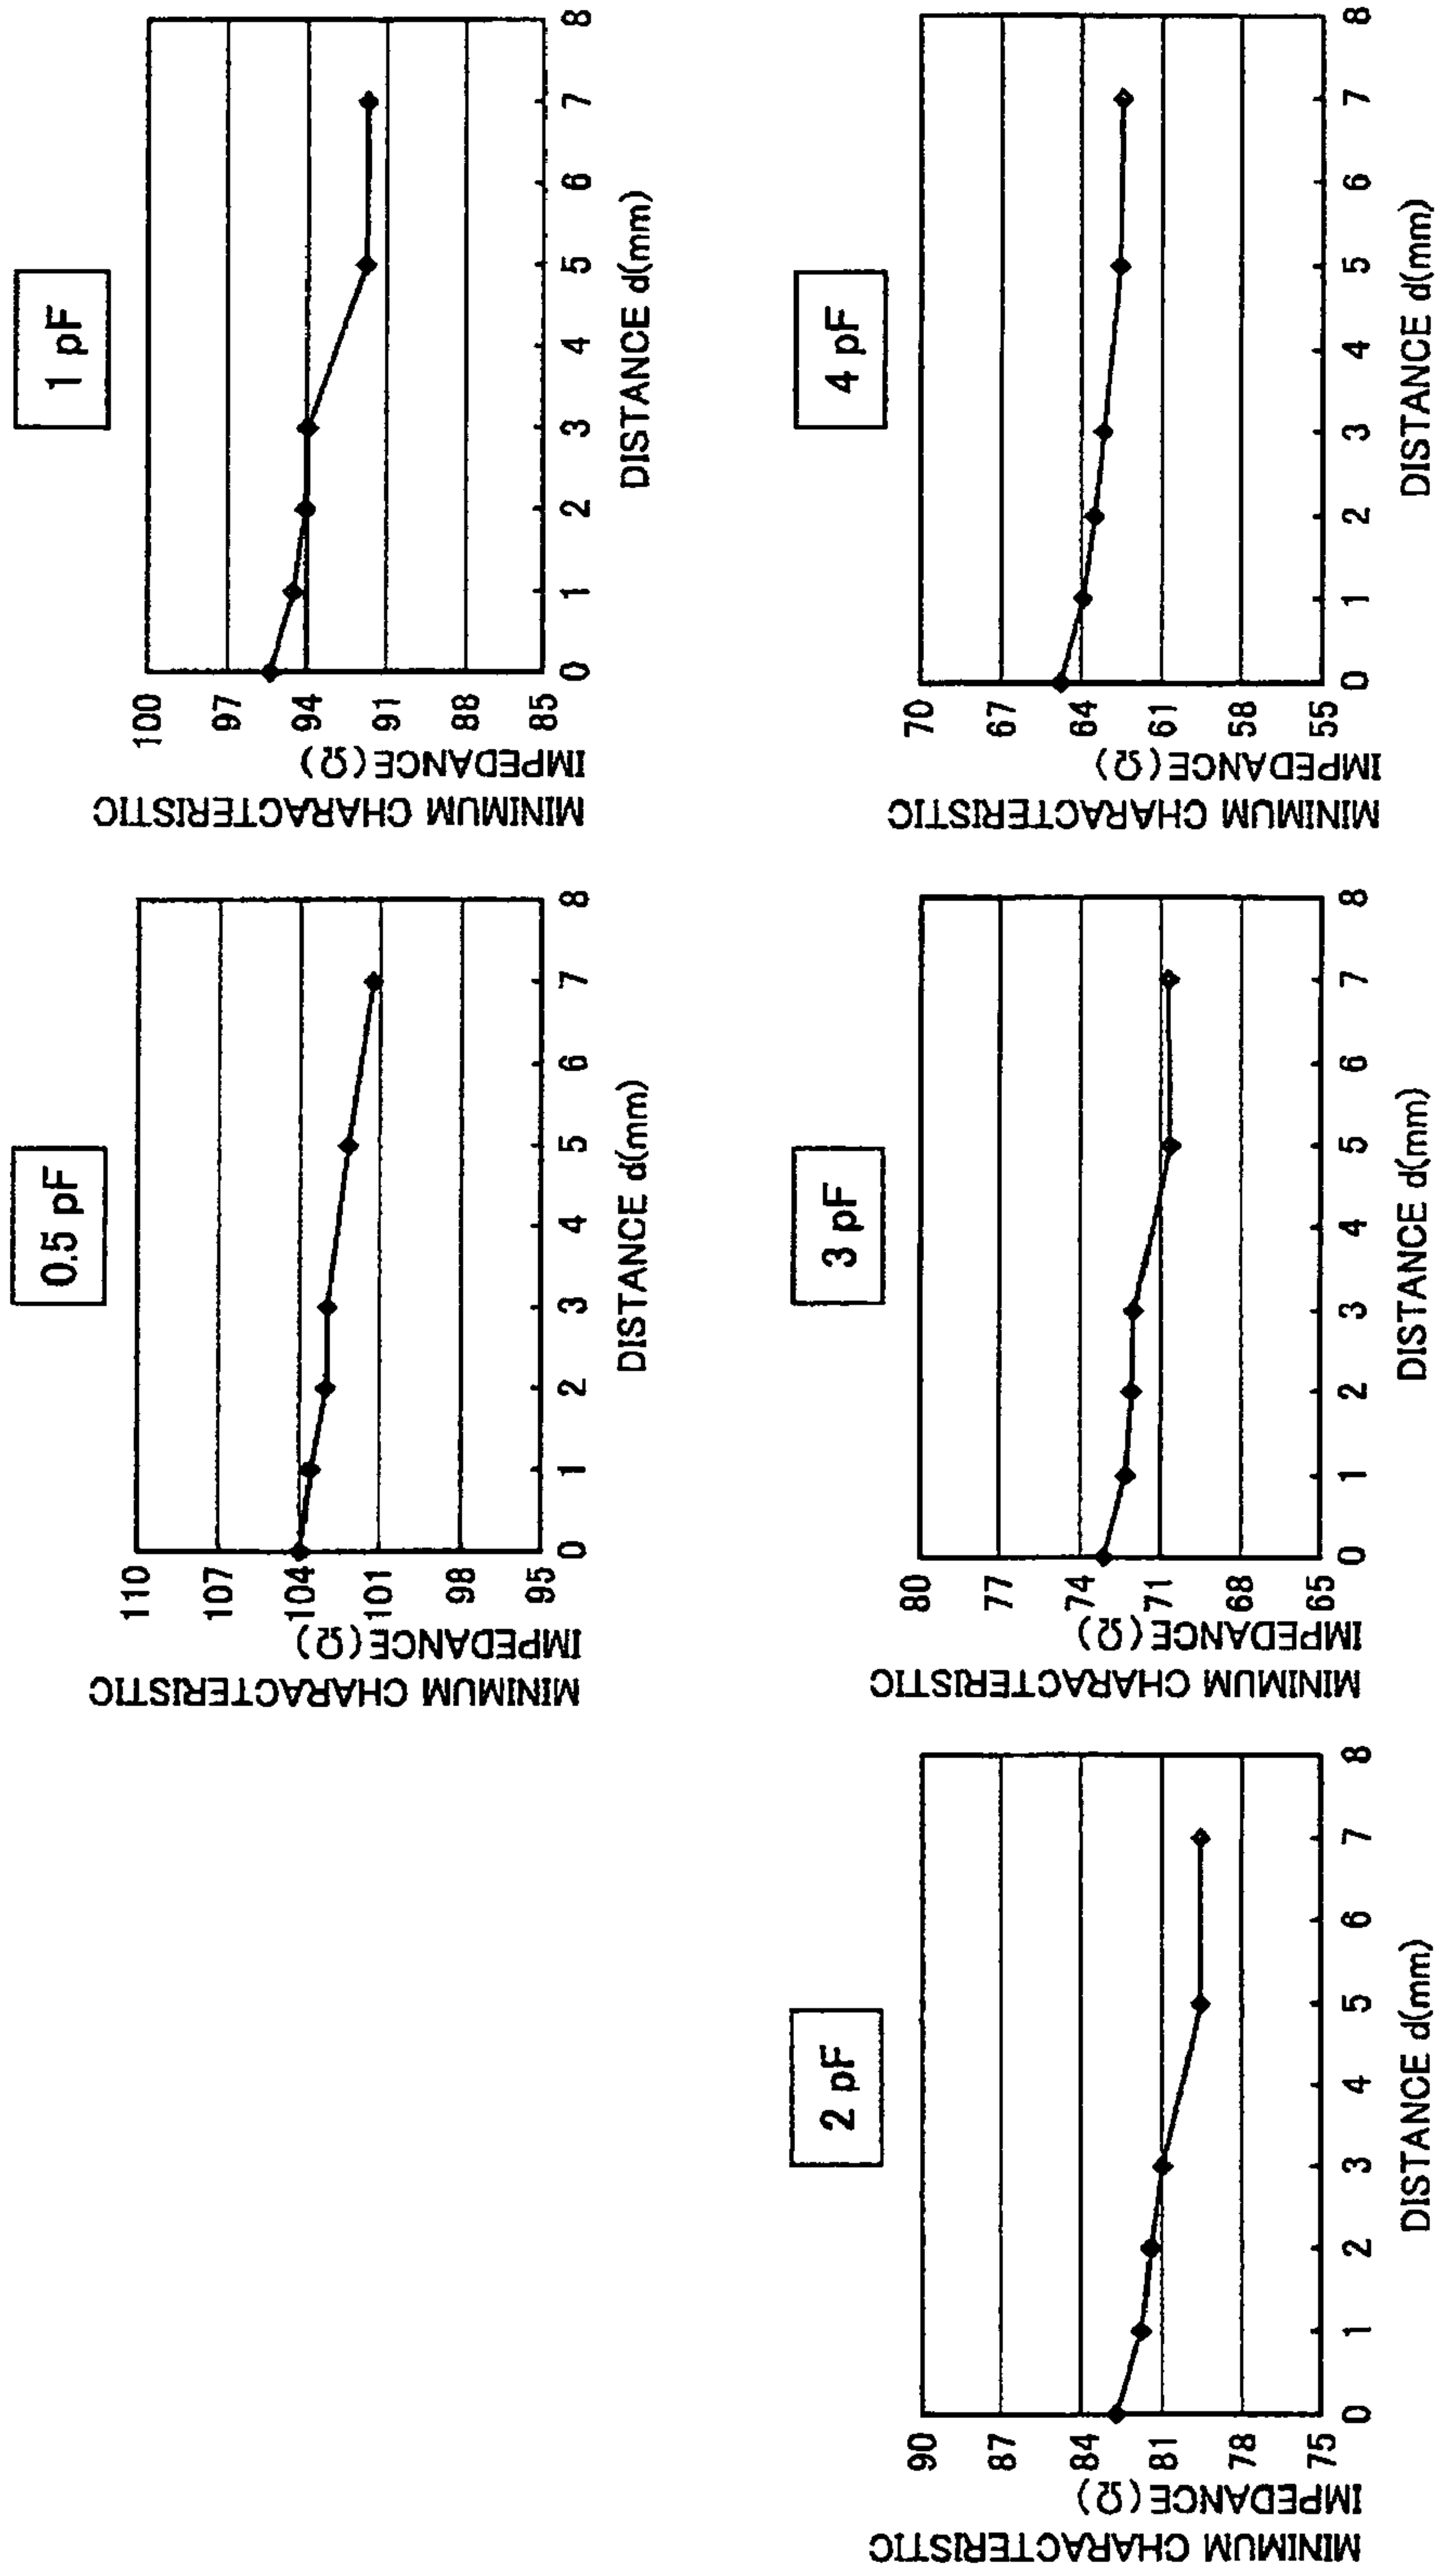 0.5 pF
MINIMUM CHARACTERISTIC
IMPEDANCE(Ω)
110
107
104
101
98
95
0 1 2 3 4 5 6 7 8
DISTANCE d(mm)
1 pF
MINIMUM CHARACTERISTIC
IMPEDANCE(Ω)
100
97
94
91
88
85
0 1 2 3 4 5 6 7 8
DISTANCE d(mm)
2 pF
MINIMUM CHARACTERISTIC
IMPEDANCE(Ω)
90
87
84
81
78
75
0 1 2 3 4 5 6 7 8
DISTANCE d(mm)
3 pF
MINIMUM CHARACTERISTIC
IMPEDANCE(Ω)
80
77
74
71
68
65
0 1 2 3 4 5 6 7 8
DISTANCE d(mm)
4 pF
MINIMUM CHARACTERISTIC
IMPEDANCE(Ω)
70
67
64
61
58
55
0 1 2 3 4 5 6 7 8
DISTANCE d(mm)